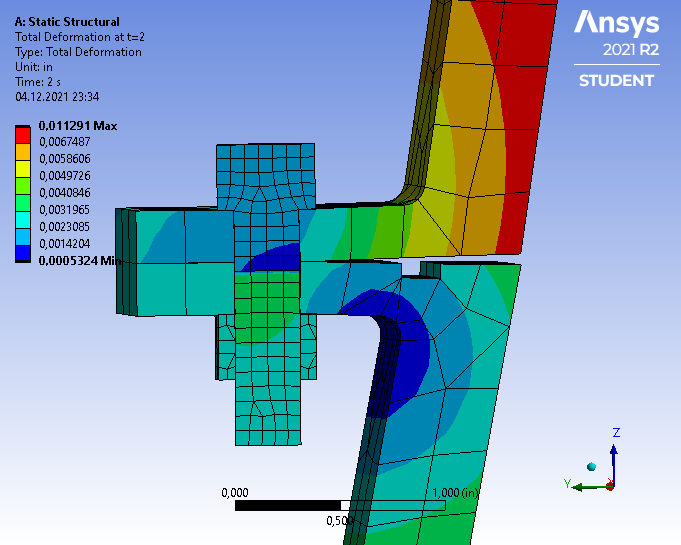 A: Static Structural
Total Deformation at t=2
Type: Total Deformation
Unit: in
Time: 2 s
04.12.2021 23:34
0,011291 Max
0,0067487
0,0058606
0,0049726
0,0040846
0,0031965
0,0023085
0,0014204
0,0005324 Min
Ansys
2021 R2
STUDENT
Z
Y
X
0,000
1,000 (in)
0,500